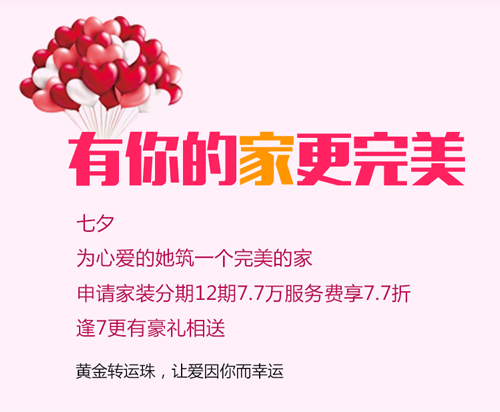 有你的家更完美
七夕
为心爱的她筑一个完美的家
申请家装分期12期7.7万服务费享7.7折
逢7更有豪礼相送
黄金转运珠，让爱因你而幸运